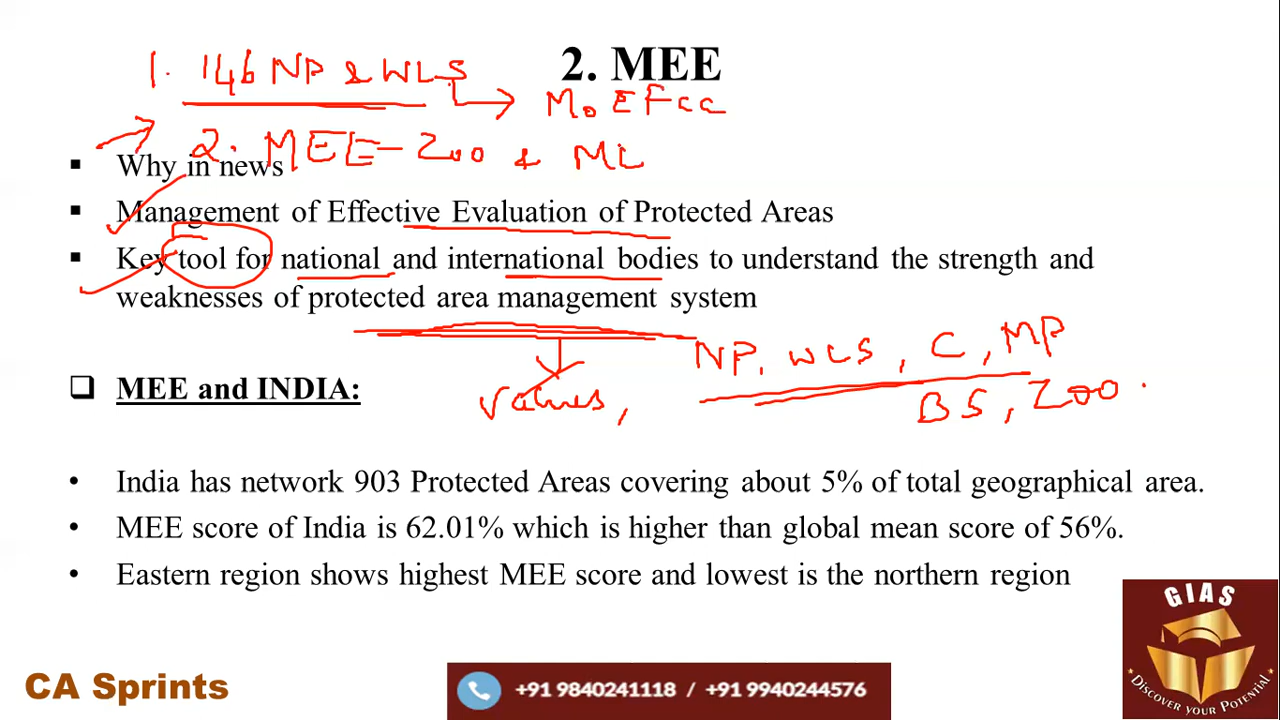 1. 146 NP & WLS
2. MEE
MoEFCC
2. MEE - Zoo & ML
▪ Why in news
▪ Management of Effective Evaluation of Protected Areas
▪ Key tool for national and international bodies to understand the strength and
weaknesses of protected area management system
NP, WLS, C, MP
❑ MEE and INDIA:
values,
BS, Zoo.
• India has network 903 Protected Areas covering about 5% of total geographical area.
• MEE score of India is 62.01% which is higher than global mean score of 56%.
• Eastern region shows highest MEE score and lowest is the northern region
GIAS
DISCOVER YOUR POTENTIAL
CA Sprints
+91 9840241118 / +91 9940244576